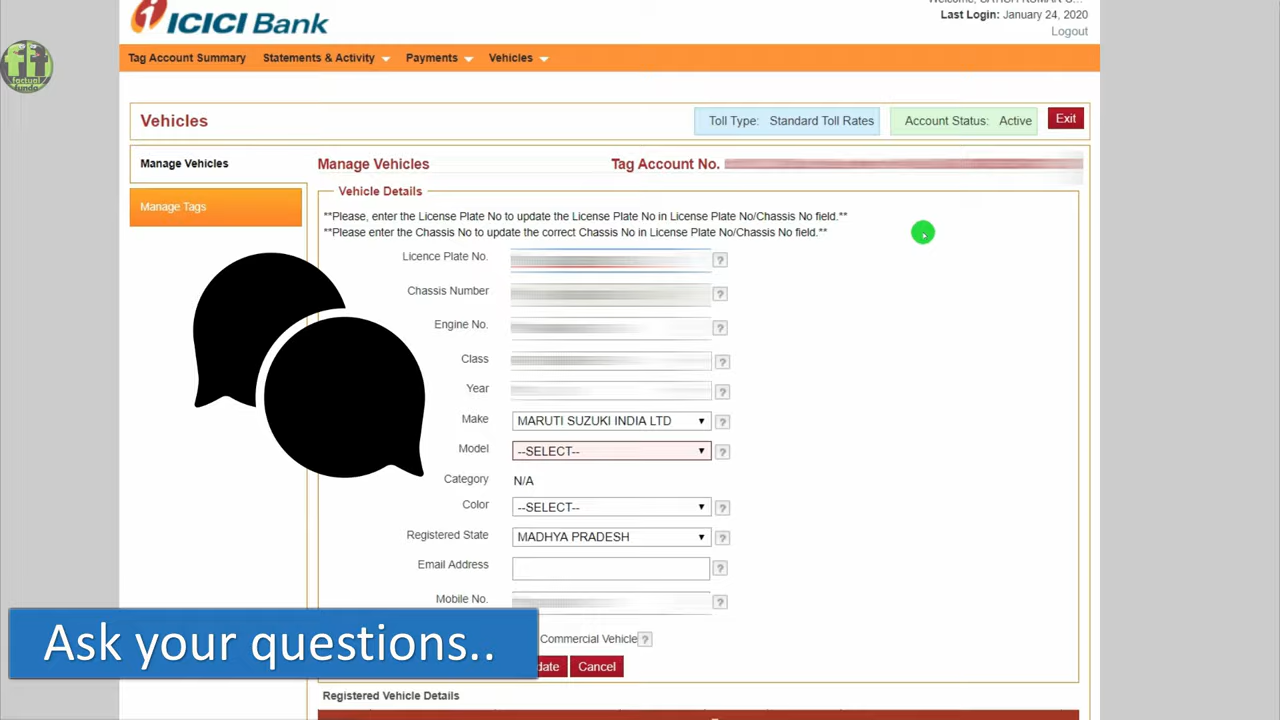 ICICI Bank
Last Login: January 24, 2020
Logout
Tag Account Summary Statements & Activity Payments Vehicles
factual
funda
Vehicles
Toll Type: Standard Toll Rates
Account Status: Active
Exit
Manage Vehicles
Manage Tags
Manage Vehicles
Tag Account No.
Vehicle Details
**Please, enter the License Plate No to update the License Plate No in License Plate No/Chassis No field.**
**Please enter the Chassis No to update the correct Chassis No in License Plate No/Chassis No field.**
Licence Plate No. ?
Chassis Number ?
Engine No. ?
Class ?
Year ?
Make MARUTI SUZUKI INDIA LTD ?
Model --SELECT-- ?
Category N/A
Color --SELECT-- ?
Registered State MADHYA PRADESH ?
Email Address ?
Mobile No. ?
Commercial Vehicle ?
Cancel
Ask your questions..
Registered Vehicle Details